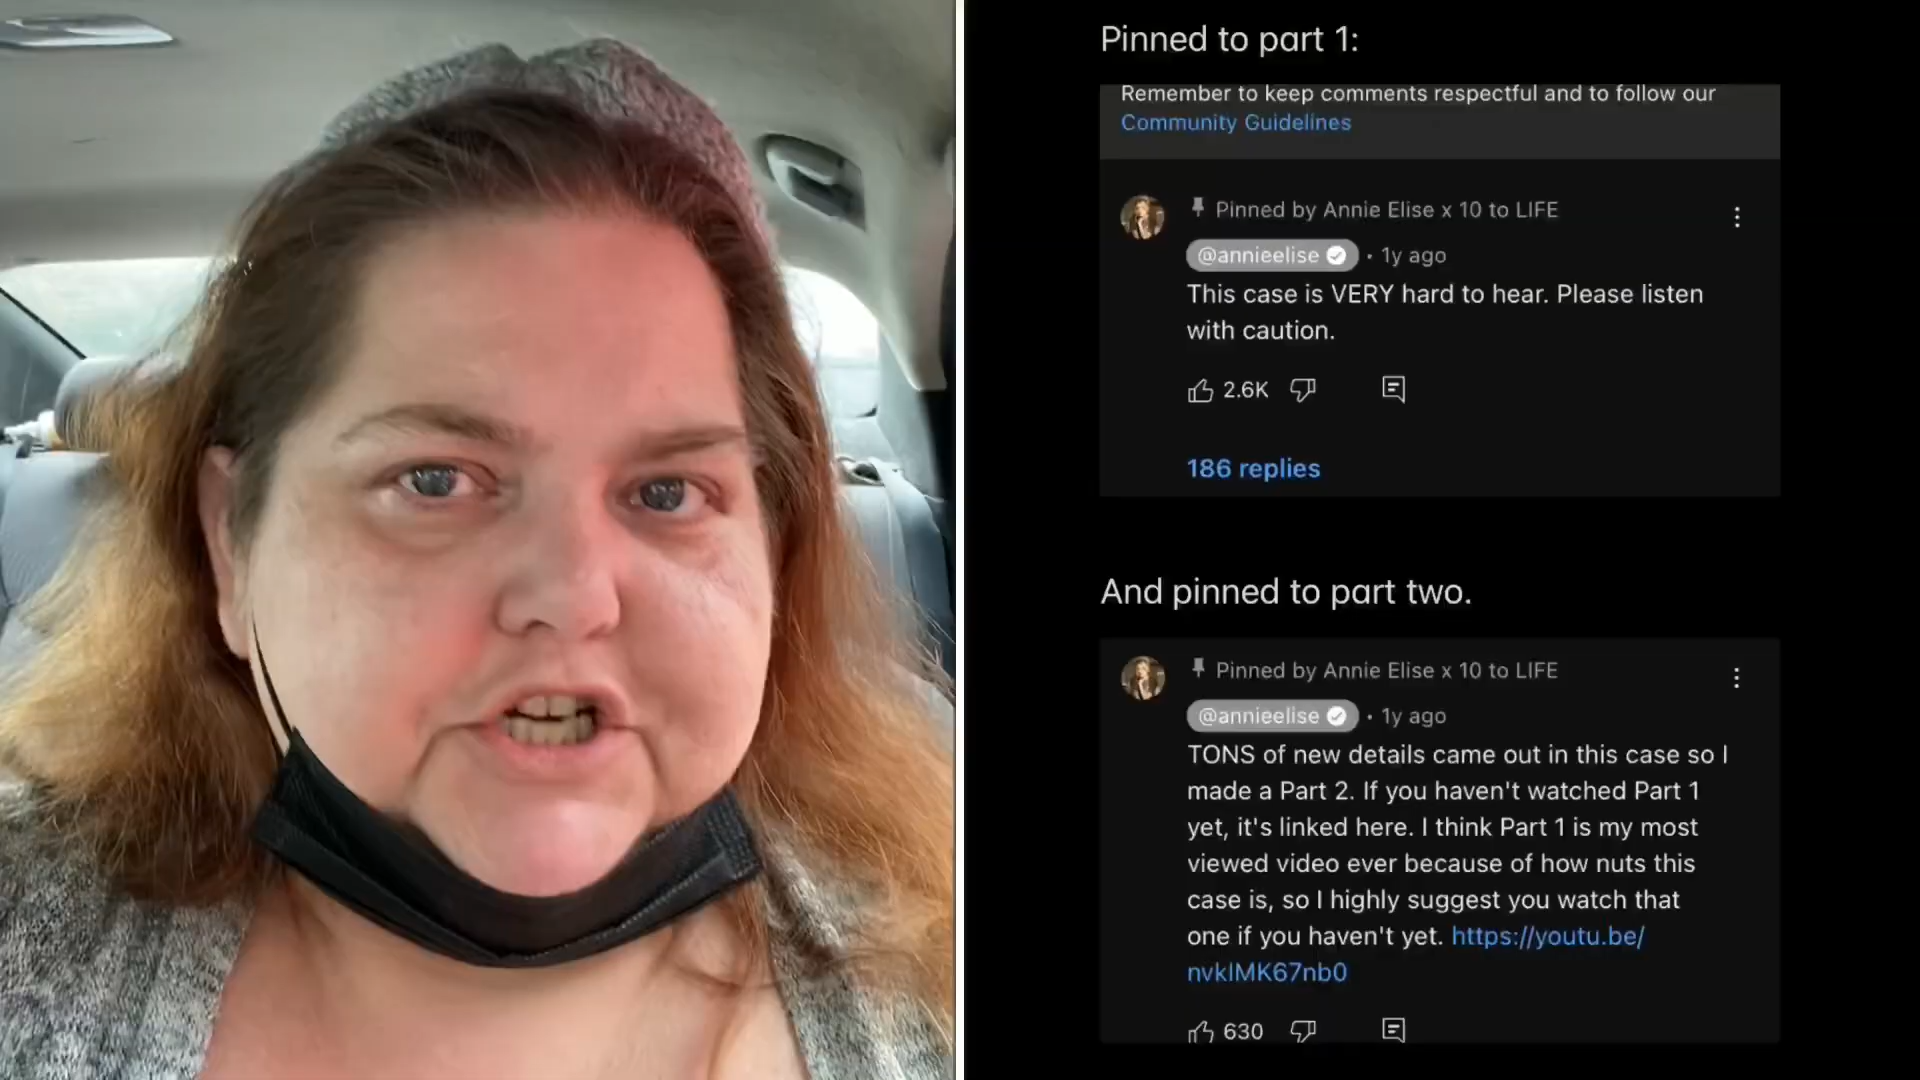 Pinned to part 1:
Remember to keep comments respectful and to follow our
Community Guidelines
Pinned by Annie Elise x 10 to LIFE
@annieelise • 1y ago
This case is VERY hard to hear. Please listen
with caution.
2.6K
186 replies
And pinned to part two.
Pinned by Annie Elise x 10 to LIFE
@annieelise • 1y ago
TONS of new details came out in this case so I
made a Part 2. If you haven't watched Part 1
yet, it's linked here. I think Part 1 is my most
viewed video ever because of how nuts this
case is, so I highly suggest you watch that
one if you haven't yet. https://youtu.be/
nvklMK67nb0
630